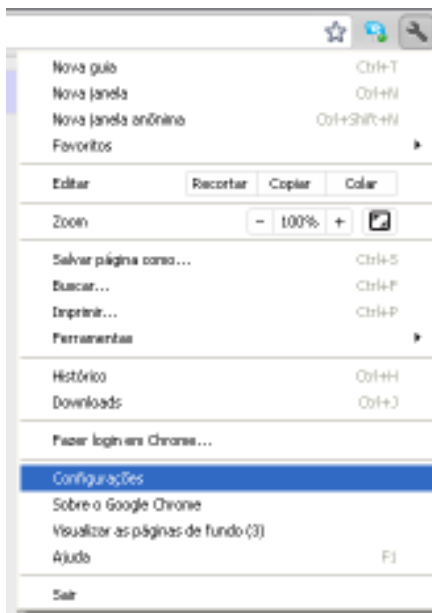 Nova guia Ctrl+T
Nova janela Ctrl+N
Nova janela anônima Ctrl+Shift+N
Favoritos
Editar Recortar Copiar Colar
Zoom - 100% +
Salvar página como... Ctrl+S
Buscar... Ctrl+F
Imprimir... Ctrl+P
Ferramentas
Histórico Ctrl+H
Downloads Ctrl+J
Fazer login em Chrome...
Configurações
Sobre o Google Chrome
Visualizar as páginas de fundo (3)
Ajuda F1
Sair